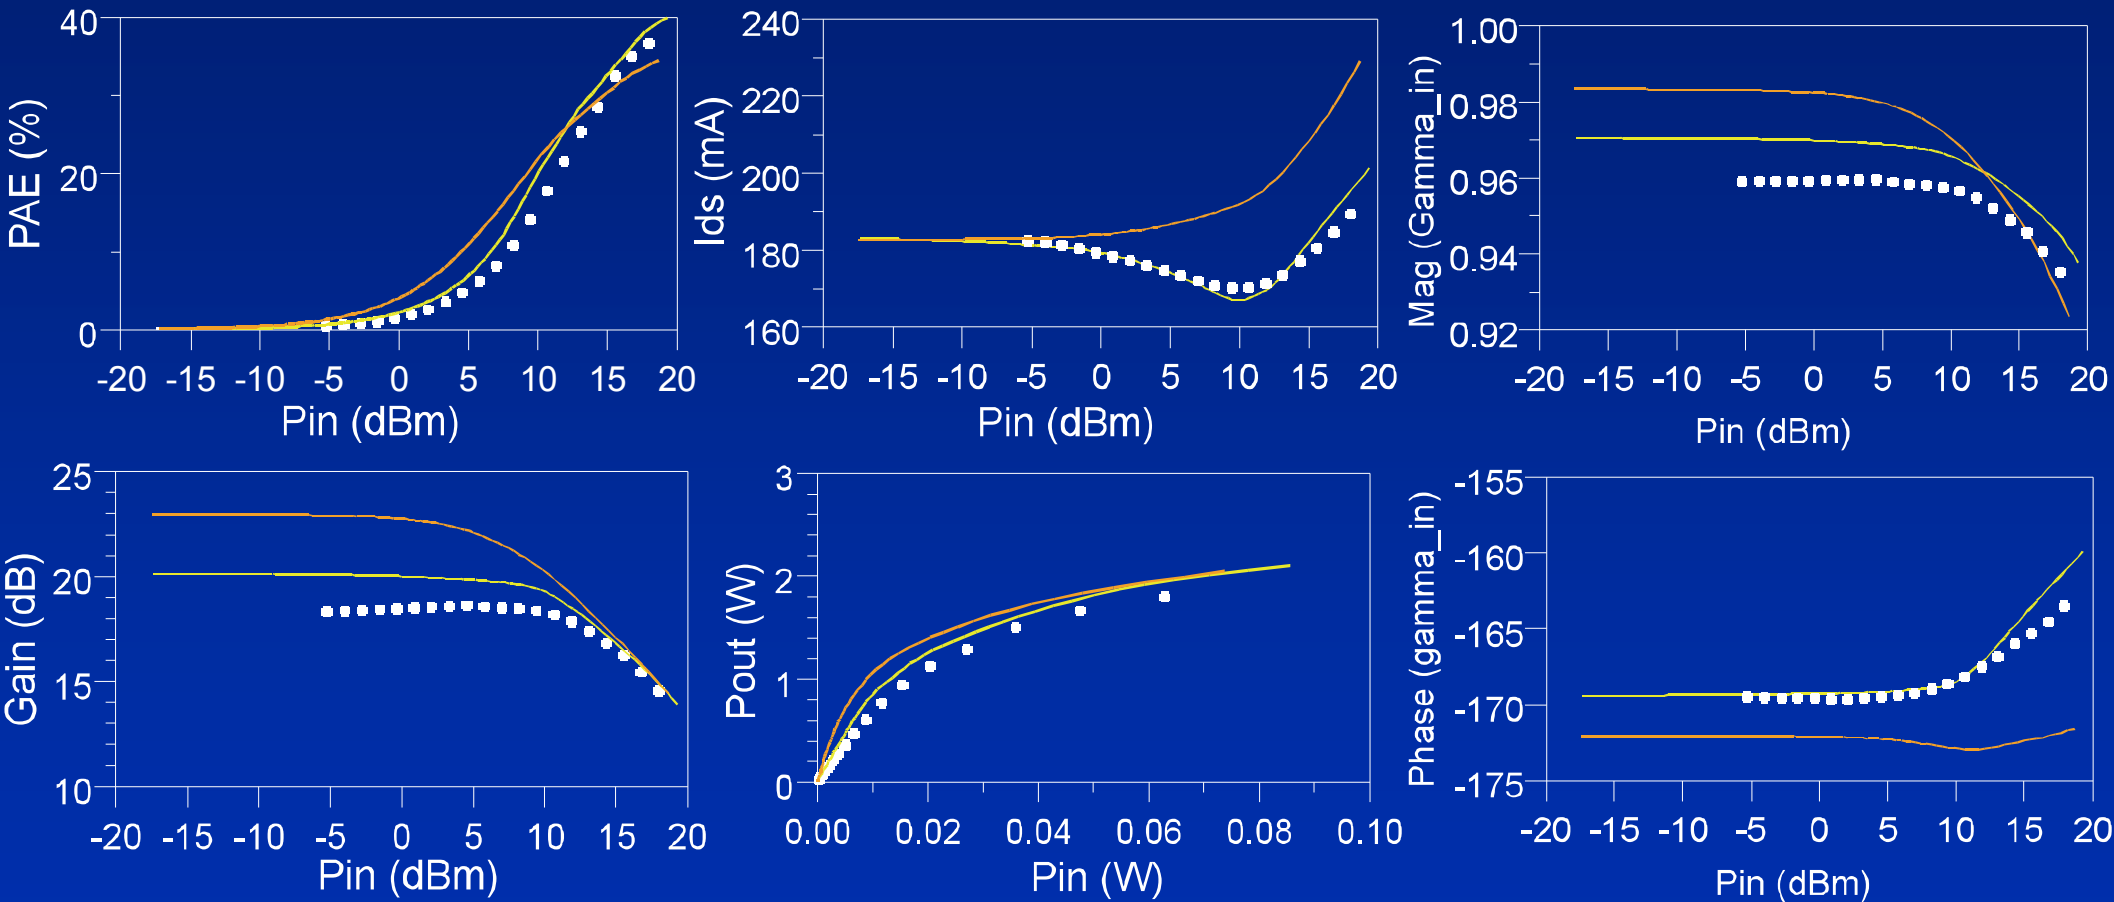 40
20
0
PAE (%)
-20 -15 -10 -5 0 5 10 15 20
Pin (dBm)
240
220
200
180
160
Ids (mA)
-20 -15 -10 -5 0 5 10 15 20
Pin (dBm)
1.00
0.98
0.96
0.94
0.92
Mag (Gamma_in)
-20 -15 -10 -5 0 5 10 15 20
Pin (dBm)
25
20
15
10
Gain (dB)
-20 -15 -10 -5 0 5 10 15 20
Pin (dBm)
3
2
1
0
Pout (W)
0.00 0.02 0.04 0.06 0.08 0.10
Pin (W)
-155
-160
-165
-170
-175
Phase (gamma_in)
-20 -15 -10 -5 0 5 10 15 20
Pin (dBm)